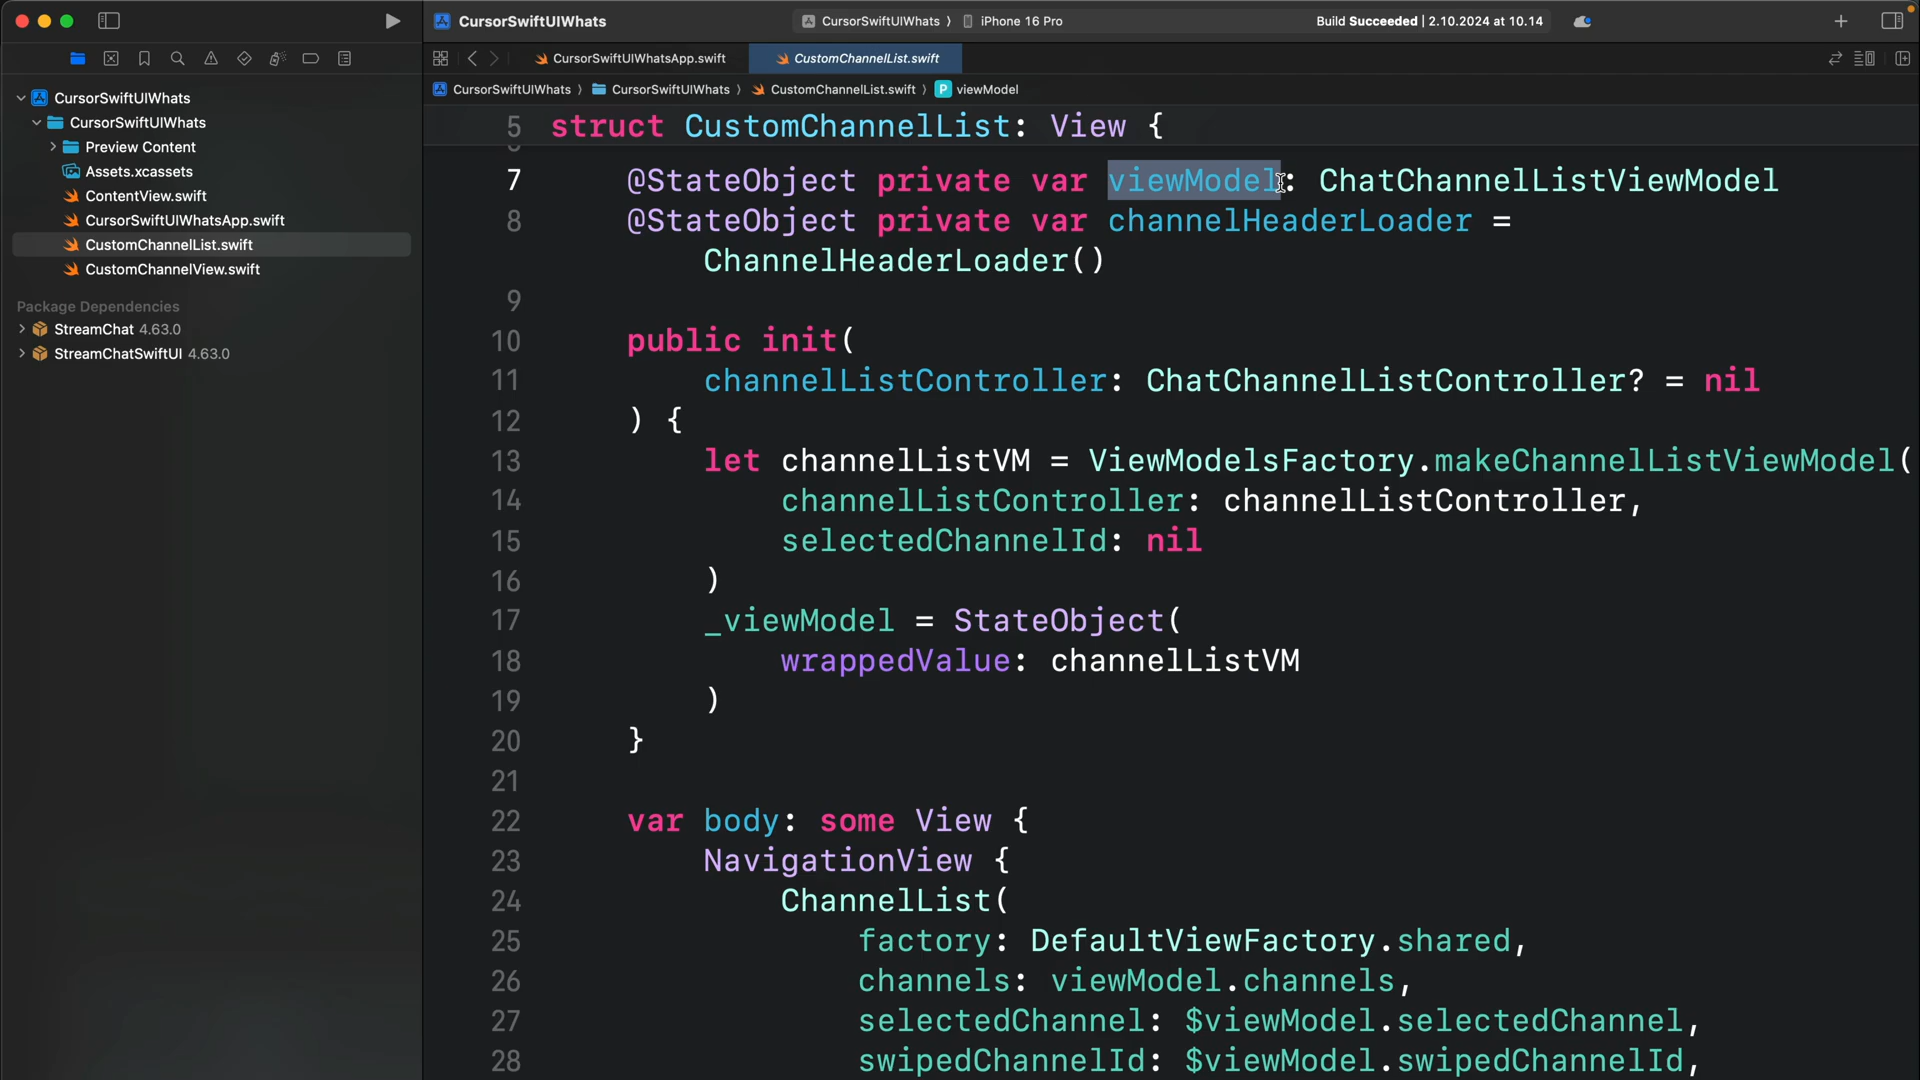 CursorSwiftUIWhats
CursorSwiftUIWhats 〉 iPhone 16 Pro
Build Succeeded | 2.10.2024 at 10.14
CursorSwiftUIWhatsApp.swift
CustomChannelList.swift
CursorSwiftUIWhats 〉 CursorSwiftUIWhats 〉 CustomChannelList.swift 〉 P viewModel
CursorSwiftUIWhats
CursorSwiftUIWhats
Preview Content
Assets.xcassets
ContentView.swift
CursorSwiftUIWhatsApp.swift
CustomChannelList.swift
CustomChannelView.swift
Package Dependencies
StreamChat 4.63.0
StreamChatSwiftUI 4.63.0
5 struct CustomChannelList: View {
7 @StateObject private var viewModel: ChatChannelListViewModel
8 @StateObject private var channelHeaderLoader =
ChannelHeaderLoader()
9
10 public init(
11 channelListController: ChatChannelListController? = nil
12 ) {
13 let channelListVM = ViewModelsFactory.makeChannelListViewModel(
14 channelListController: channelListController,
15 selectedChannelId: nil
16 )
17 _viewModel = StateObject(
18 wrappedValue: channelListVM
19 )
20 }
21
22 var body: some View {
23 NavigationView {
24 ChannelList(
25 factory: DefaultViewFactory.shared,
26 channels: viewModel.channels,
27 selectedChannel: $viewModel.selectedChannel,
28 swipedChannelId: $viewModel.swipedChannelId,